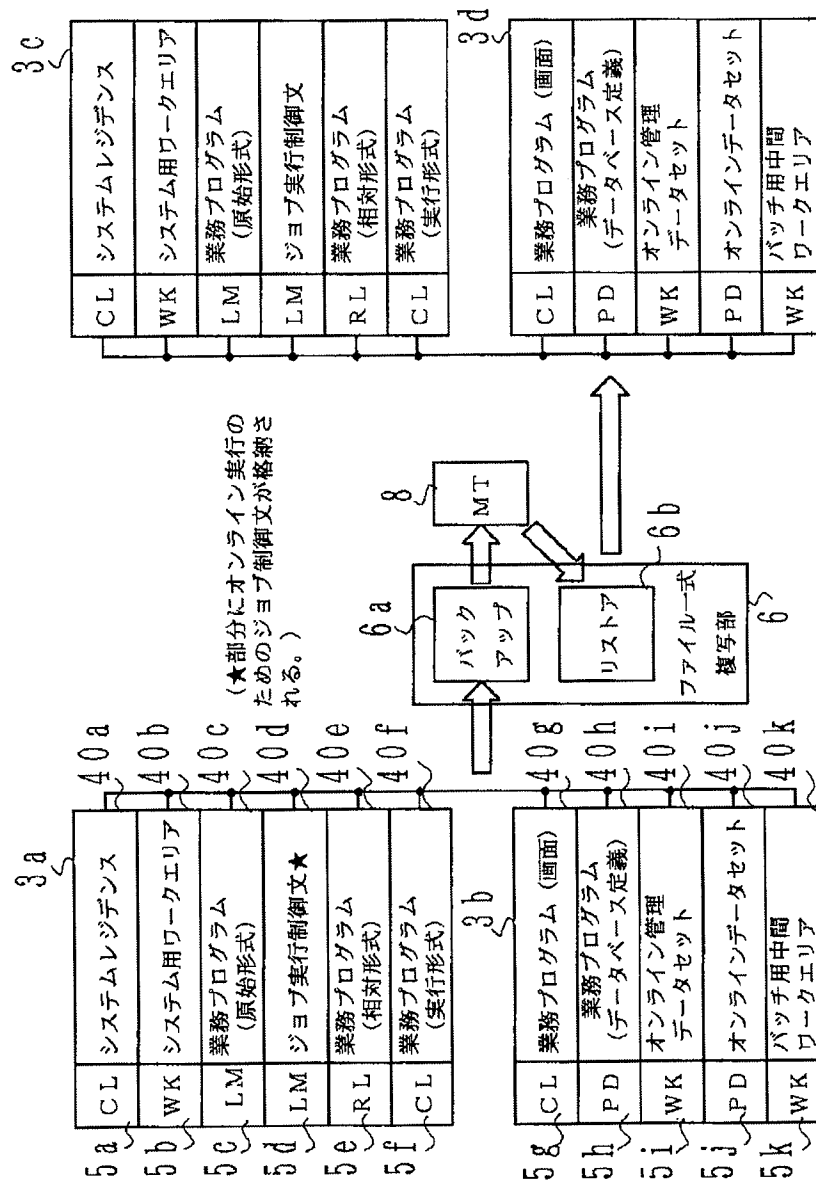 3a
5a CL システムレジデンス 40a
5b WK システム用ワークエリア 40b
5c LM 業務プログラム
(原始形式) 40c
5d LM ジョブ実行制御文★ 40d
5e RL 業務プログラム
(相対形式) 40e
5f CL 業務プログラム
(実行形式) 40f
3b
5g CL 業務プログラム(画面) 40g
5h PD 業務プログラム
(データベース定義) 40h
5i WK オンライン管理
データセット 40i
5j PD オンラインデータセット 40j
5k WK バッチ用中間
ワークエリア 40k
(★部分にオンライン実行の
ためのジョブ制御文が格納さ
れる。)
6a
バック
アップ
8
MT
リストア
6b
ファイル一式
複写部
6
3c
CL システムレジデンス
WK システム用ワークエリア
LM 業務プログラム
(原始形式)
LM ジョブ実行制御文
RL 業務プログラム
(相対形式)
CL 業務プログラム
(実行形式)
3d
CL 業務プログラム(画面)
PD 業務プログラム
(データベース定義)
WK オンライン管理
データセット
PD オンラインデータセット
WK バッチ用中間
ワークエリア